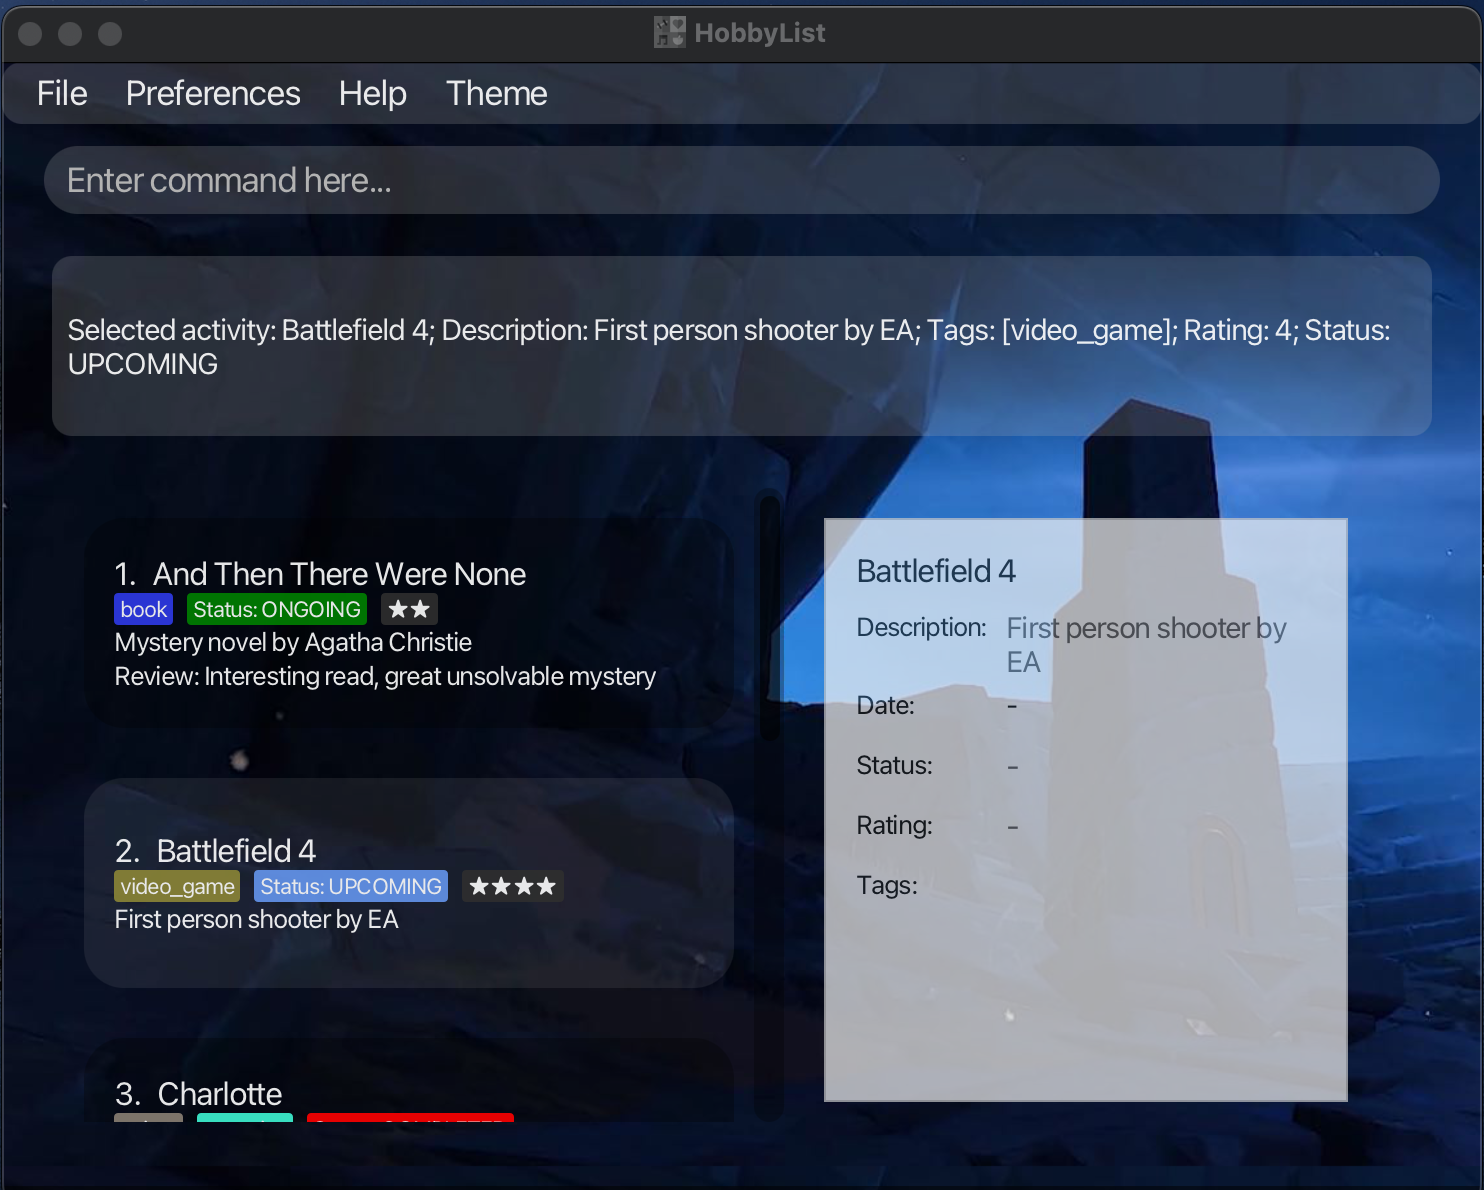 HobbyList
File Preferences Help Theme
Enter command here...
Selected activity: Battlefield 4; Description: First person shooter by EA; Tags: [video_game]; Rating: 4; Status:
UPCOMING
1. And Then There Were None
book Status: ONGOING ★★
Mystery novel by Agatha Christie
Review: Interesting read, great unsolvable mystery
2. Battlefield 4
video_game Status: UPCOMING ★★★★
First person shooter by EA
3. Charlotte
Battlefield 4
Description: First person shooter by
EA
Date: -
Status: -
Rating: -
Tags: